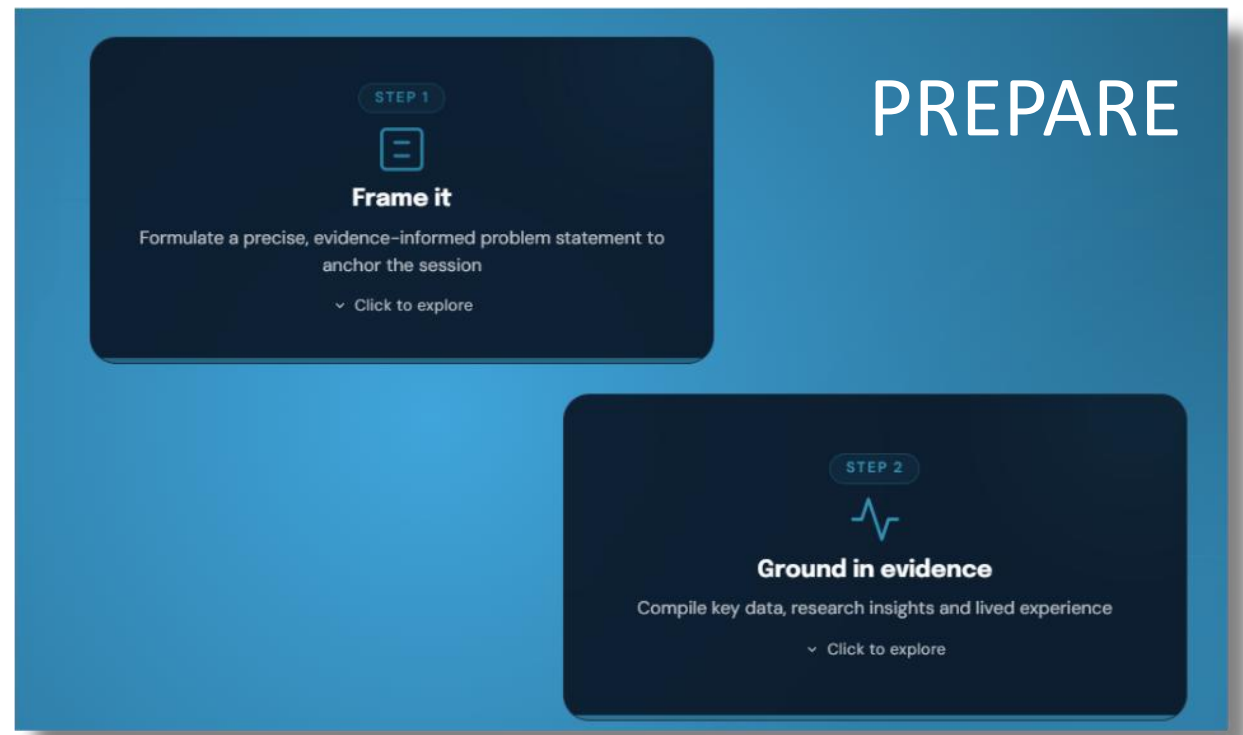 PREPARE
STEP 1
Frame it
Formulate a precise, evidence-informed problem statement to
anchor the session
Click to explore
STEP 2
Ground in evidence
Compile key data, research insights and lived experience
Click to explore